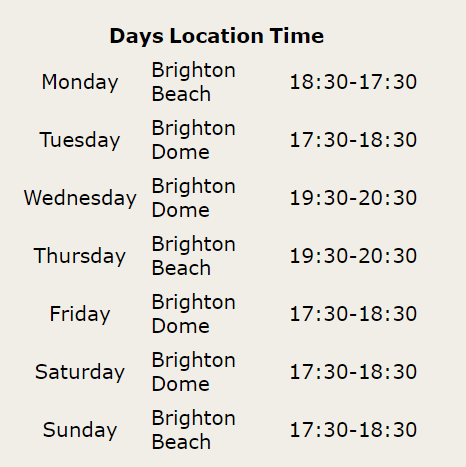 Days Location Time
Monday Brighton Beach 18:30-17:30
Tuesday Brighton Dome 17:30-18:30
Wednesday Brighton Dome 19:30-20:30
Thursday Brighton Beach 19:30-20:30
Friday Brighton Dome 17:30-18:30
Saturday Brighton Dome 17:30-18:30
Sunday Brighton Beach 17:30-18:30